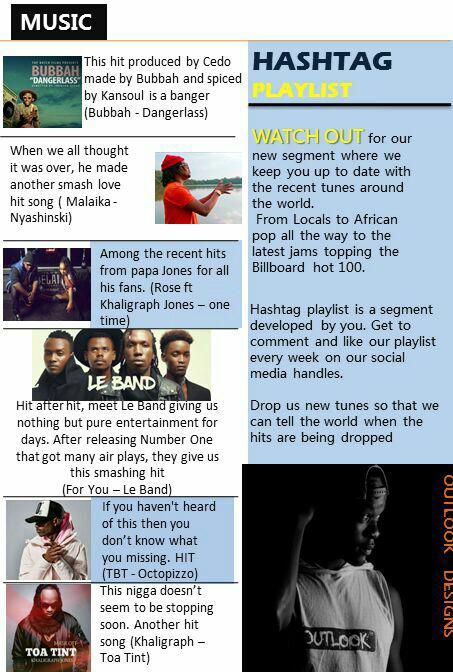 MUSIC
BUBBAH
"DANGERLASS"
This hit produced by Cedo
made by Bubbah and spiced
by Kansoul is a banger
(Bubbah - Dangerlass)
When we all thought
it was over, he made
another smash love
hit song ( Malaika -
Nyashinski)
Among the recent hits
from papa Jones for all
his fans. (Rose ft
Khaligraph Jones – one
time)
LE BAND
Hit after hit, meet Le Band giving us
nothing but pure entertainment for
days. After releasing Number One
that got many air plays, they give us
this smashing hit
(For You – Le Band)
If you haven't heard
of this then you
don't know what
you missing. HIT
(TBT - Octopizzo)
TOA TINT
KHALIGRAPH JONES
This nigga doesn't
seem to be stopping
soon. Another hit
song (Khaligraph –
Toa Tint)
HASHTAG
PLAYLIST
WATCH OUT for our
new segment where we
keep you up to date with
the recent tunes around
the world.
From Locals to African
pop all the way to the
latest jams topping the
Billboard hot 100.
Hashtag playlist is a segment
developed by you. Get to
comment and like our playlist
every week on our social
media handles.
Drop us new tunes so that we
can tell the world when the
hits are being dropped
OUTLOOK
OUTLOOK DESIGNS